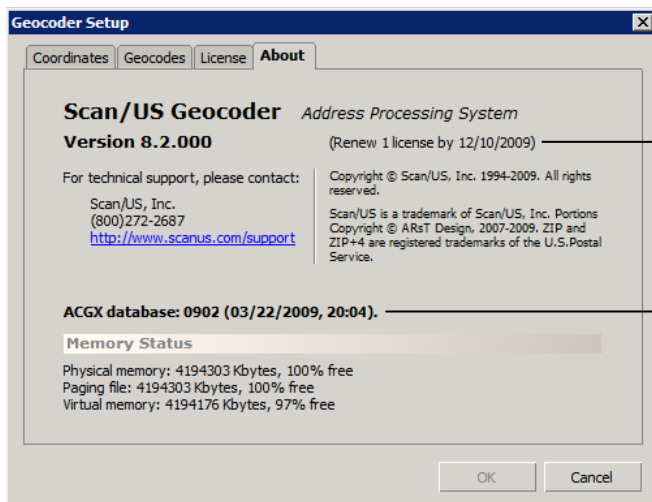 Geocoder Setup
Coordinates Geocodes License About
Scan/US Geocoder Address Processing System
Version 8.2.000
(Renew 1 license by 12/10/2009)
For technical support, please contact:
Scan/US, Inc.
(800)272-2687
http://www.scanus.com/support
Copyright © Scan/US, Inc. 1994-2009. All rights
reserved.
Scan/US is a trademark of Scan/US, Inc. Portions
Copyright © ARsT Design, 2007-2009. ZIP and
ZIP+4 are registered trademarks of the U.S.Postal
Service.
ACGX database: 0902 (03/22/2009, 20:04).
Memory Status
Physical memory: 4194303 Kbytes, 100% free
Paging file: 4194303 Kbytes, 100% free
Virtual memory: 4194176 Kbytes, 97% free
OK Cancel